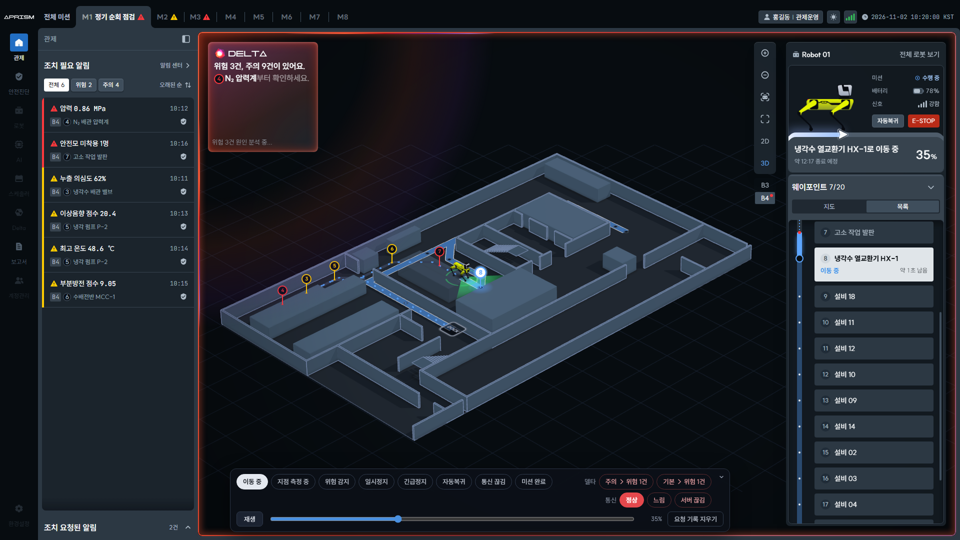 APRISM
전체 미션
M1 정기 순회 점검
M2
M3
M4
M5
M6
M7
M8
홍길동 : 관제운영
2026-11-02 10:20:00 KST
관제
관제
조치 필요 알림
알림 센터 >
전체 6
위험 2
주의 4
오래된 순
압력 0.86 MPa
10:12
B4 4 N₂ 배관 압력계
안전모 미착용 1명
10:16
B4 7 고소 작업 발판
누출 의심도 62%
10:11
B4 3 냉각수 배관 밸브
이상음향 점수 20.4
10:13
B4 5 냉각 펌프 P-2
최고 온도 48.6 ℃
10:14
B4 5 냉각 펌프 P-2
부분방전 점수 9.05
10:15
B4 6 수배전반 MCC-1
조치 요청된 알림
2건
DELTA
위험 3건, 주의 9건이 있어요.
N₂ 압력계부터 확인하세요.
위험 3건 원인 분석 중...
2D
3D
B3
B4
이동 중
지점 측정 중
위험 감지
일시정지
긴급정지
자동복귀
통신 끊김
미션 완료
델타
주의 > 위험 1건
기본 > 위험 1건
통신
정상
느림
서버 끊김
재생
35%
요청 기록 지우기
Robot 01
전체 로봇 보기
미션
수행 중
배터리
78%
신호
강함
자동복귀
E-STOP
냉각수 열교환기 HX-1로 이동 중
약 12:17 종료 예정
35%
웨이포인트 7/20
지도
목록
7 고소 작업 발판
8 냉각수 열교환기 HX-1
이동 중
약 1초 남음
9 설비 18
10 설비 11
11 설비 12
12 설비 10
13 설비 09
14 설비 14
15 설비 02
16 설비 03
17 설비 04